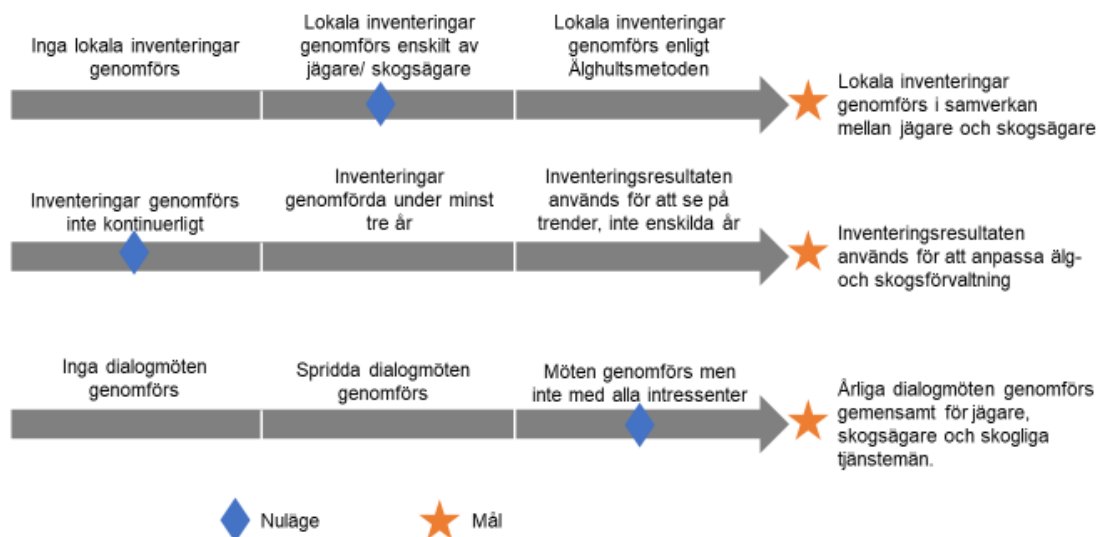 Inga lokala inventeringar
genomförs
Lokala inventeringar
genomförs enskilt av
jägare/ skogsägare
Lokala inventeringar
genomförs enligt
Älghultsmetoden
Lokala inventeringar
genomförs i samverkan
mellan jägare och skogsägare
Inventeringar genomförs
inte kontinuerligt
Inventeringar
genomförda under minst
tre år
Inventeringsresultaten
används för att se på
trender, inte enskilda år
Inventeringsresultaten
används för att anpassa älg-
och skogsförvaltning
Inga dialogmöten
genomförs
Spridda dialogmöten
genomförs
Möten genomförs men
inte med alla intressenter
Årliga dialogmöten genomförs
gemensamt för jägare,
skogsägare och skogliga
tjänstemän.
Nuläge
Mål